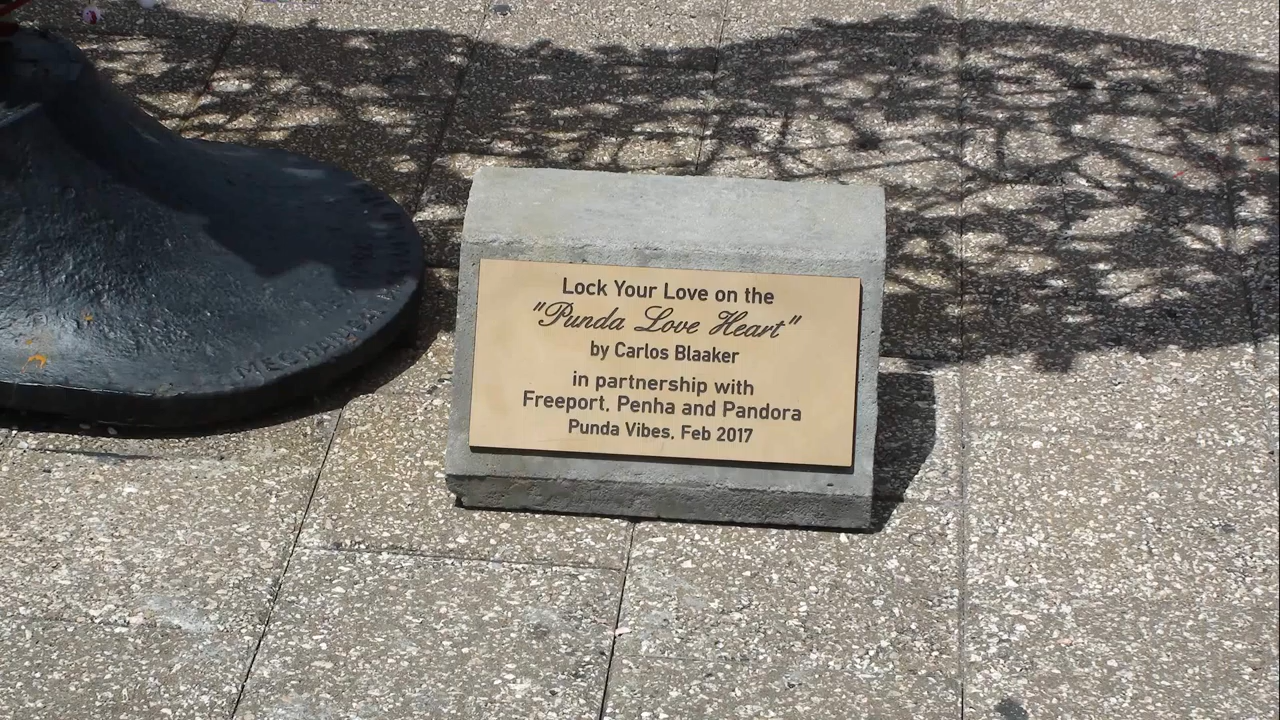 Lock Your Love on the
"Punda Love Heart"
by Carlos Blaaker
in partnership with
Freeport, Penha and Pandora
Punda Vibes, Feb 2017